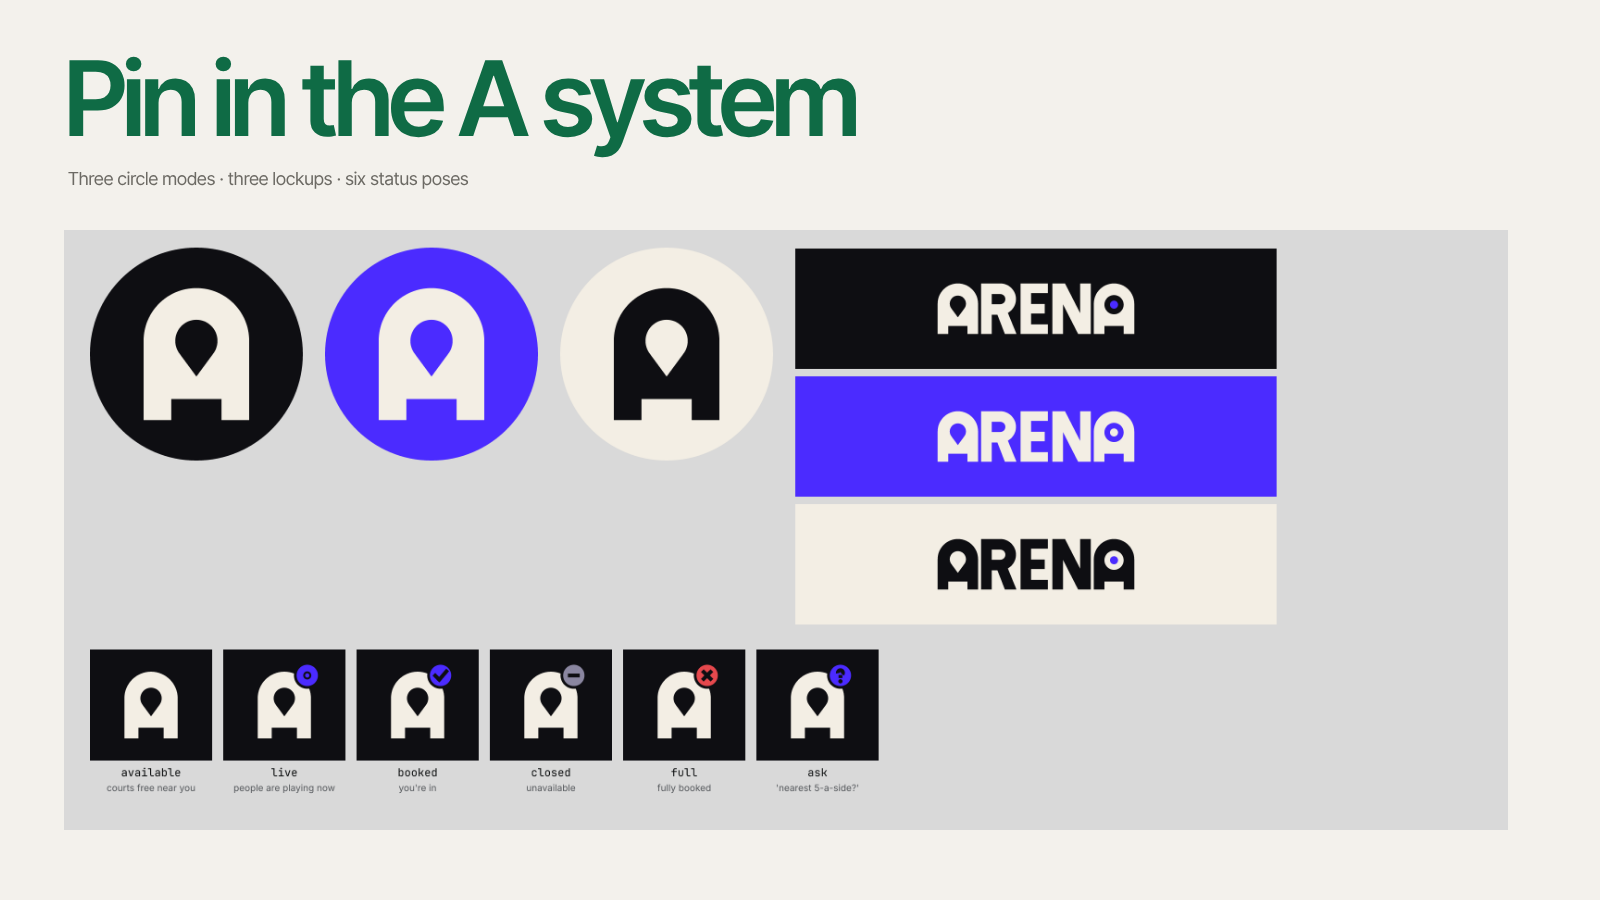 Pin in the A system
Three circle modes · three lockups · six status poses
A
A
A
ARENA
ARENA
ARENA
A
A
A
A
A
?
A
available
live
booked
closed
full
ask
courts free near you
people are playing now
you're in
unavailable
fully booked
'nearest 5-a-side?'